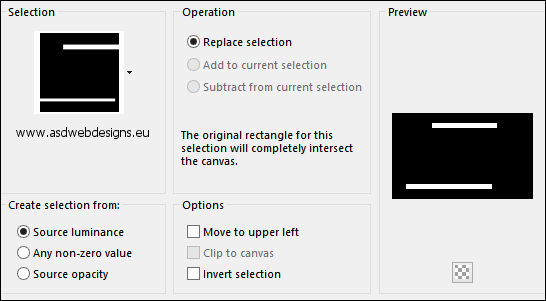 Selection
www.asdwebdesigns.eu
Operation
Replace selection
Add to current selection
Subtract from current selection
The original rectangle for this
selection will completely intersect
the canvas.
Preview
Create selection from:
Source luminance
Any non-zero value
Source opacity
Options
Move to upper left
Clip to canvas
Invert selection